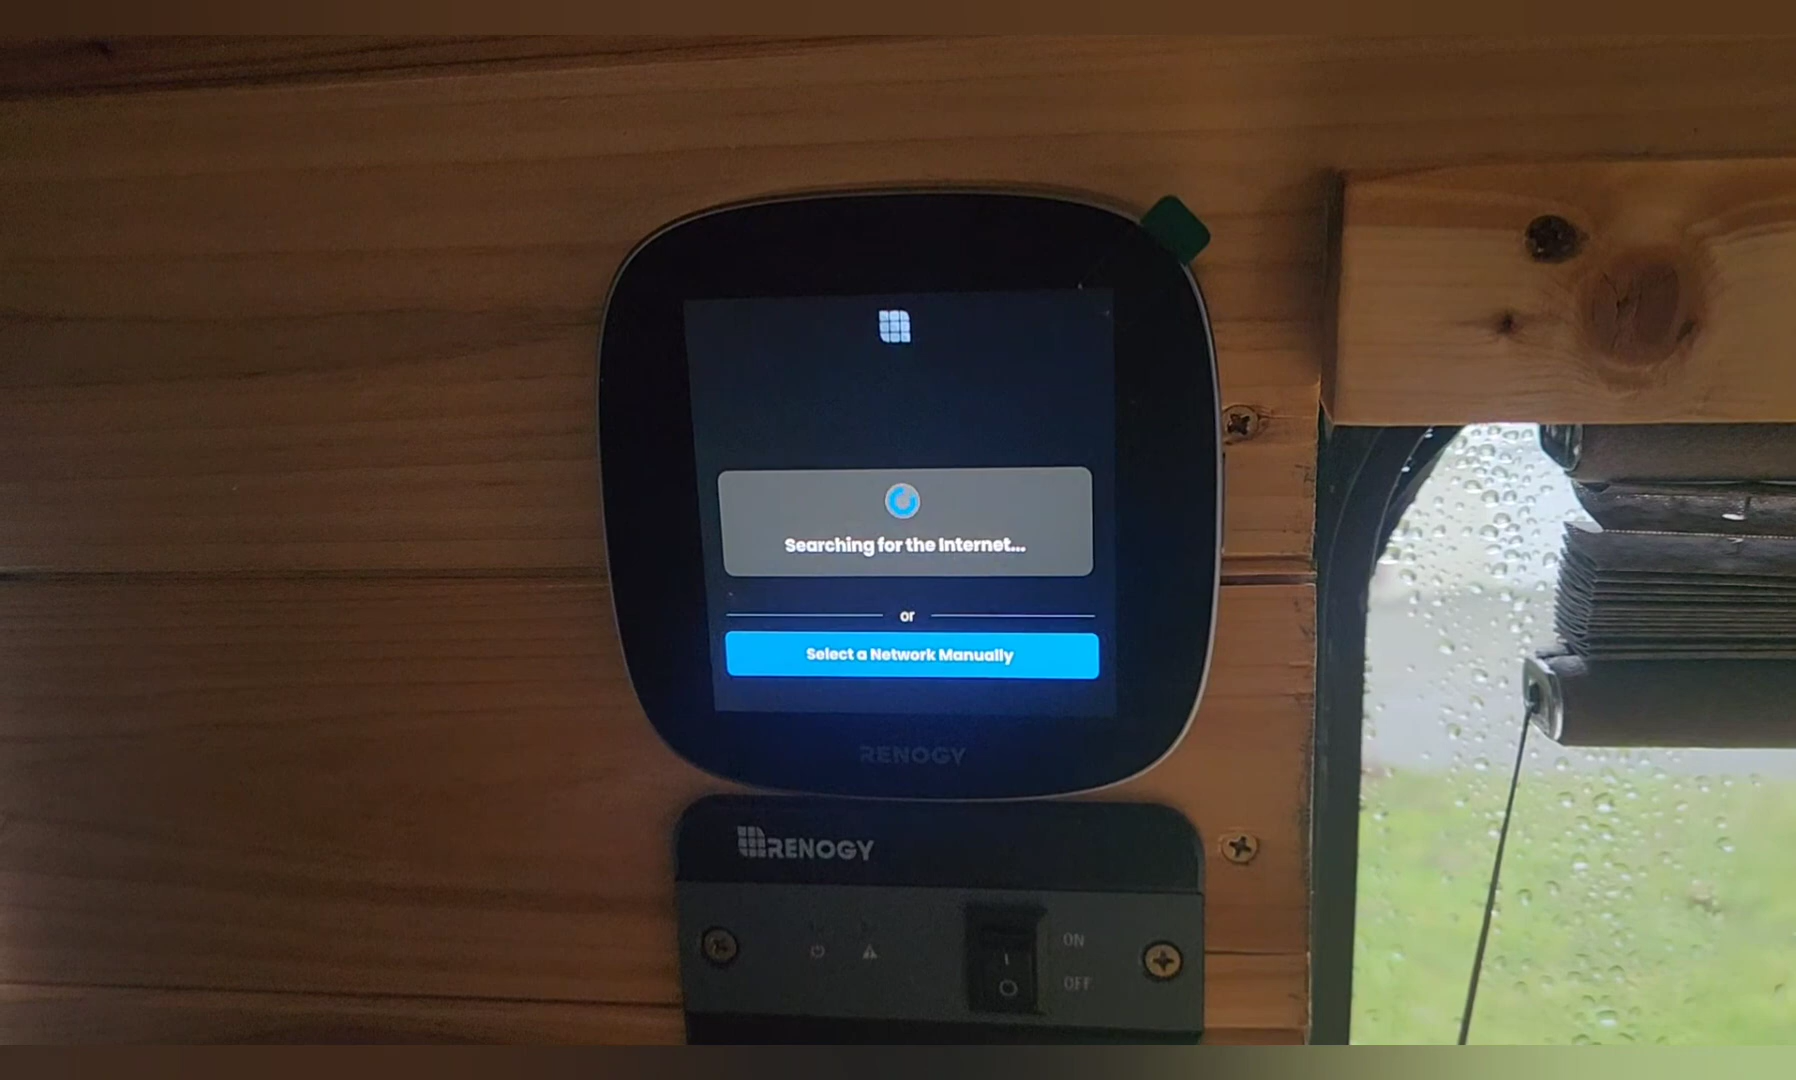 Searching for the Internet...
or
Select a Network Manually
RENOGY
RENOGY
ON
OFF